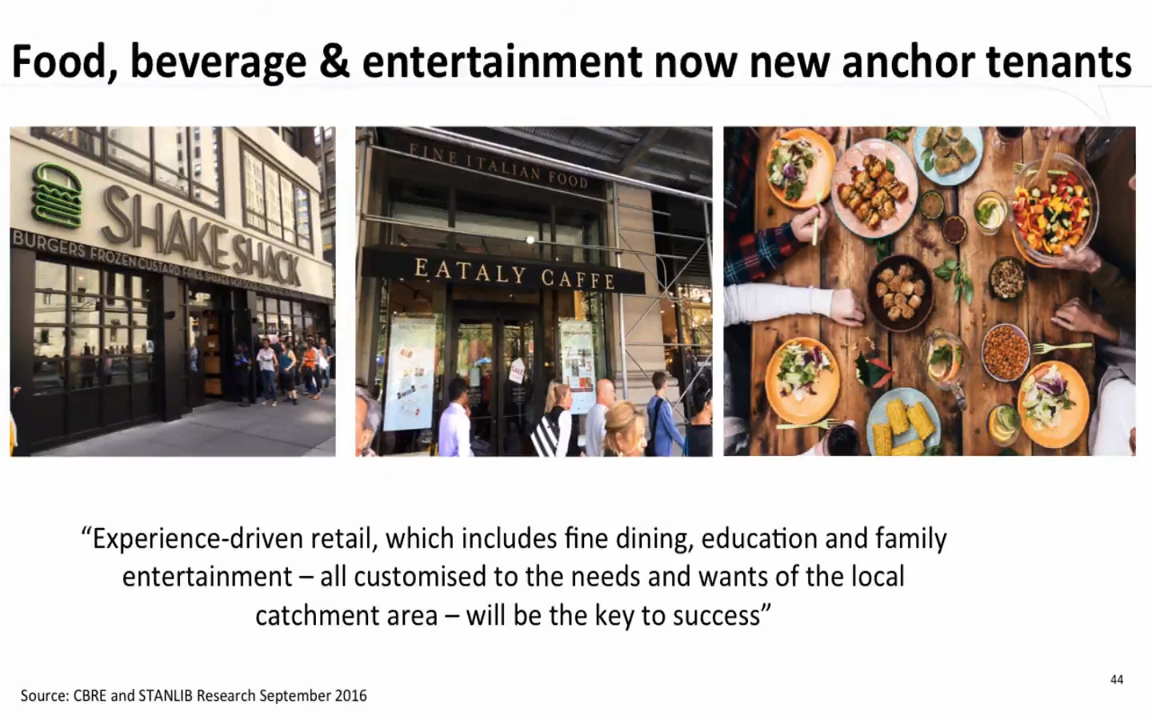 Food, beverage & entertainment now new anchor tenants
SHAKE SHACK
BURGERS FROZEN CUSTARD FRIES SHAKES
FINE ITALIAN FOOD
EATALY CAFFE
“Experience-driven retail, which includes fine dining, education and family
entertainment – all customised to the needs and wants of the local
catchment area – will be the key to success”
44
Source: CBRE and STANLIB Research September 2016